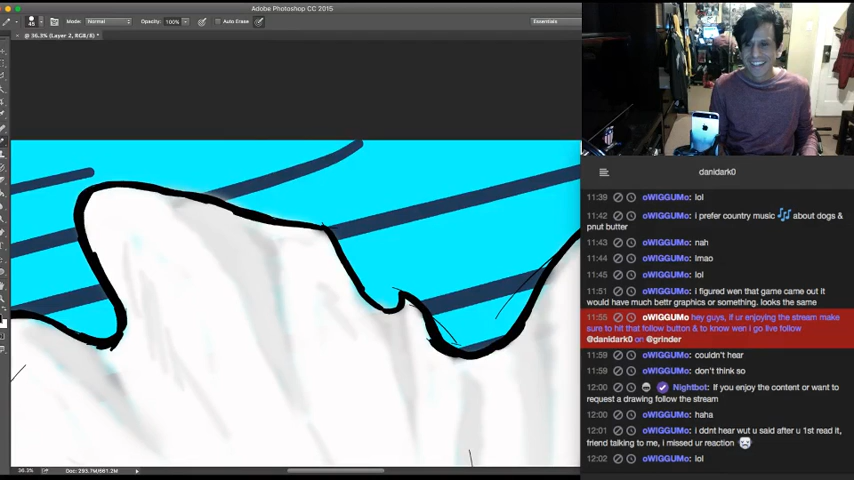 Adobe Photoshop CC 2015
45
Mode: Normal
Opacity: 100%
Auto Erase
Essentials
@ 36.3% (Layer 2, RGB/8) *
danidark0
11:39 oWIGGUMo: lol
11:42 oWIGGUMo: i prefer country music 🎶 about dogs &
pnut butter
11:43 oWIGGUMo: nah
11:44 oWIGGUMo: lmao
11:45 oWIGGUMo: lol
11:51 oWIGGUMo: i figured wen that game came out it
would have much bettr graphics or something. looks the same
11:55 oWIGGUMo hey guys, if ur enjoying the stream make
sure to hit that follow button & to know wen i go live follow
@danidark0 on @grinder
11:59 oWIGGUMo: couldn't hear
11:59 oWIGGUMo: don't think so
12:00 Nightbot: If you enjoy the content or want to
request a drawing follow the stream
12:00 oWIGGUMo: haha
12:01 oWIGGUMo: i ddnt hear wut u said after u 1st read it,
friend talking to me, i missed ur reaction
12:02 oWIGGUMo: lol
36.3%
Doc: 293.7M/661.2M